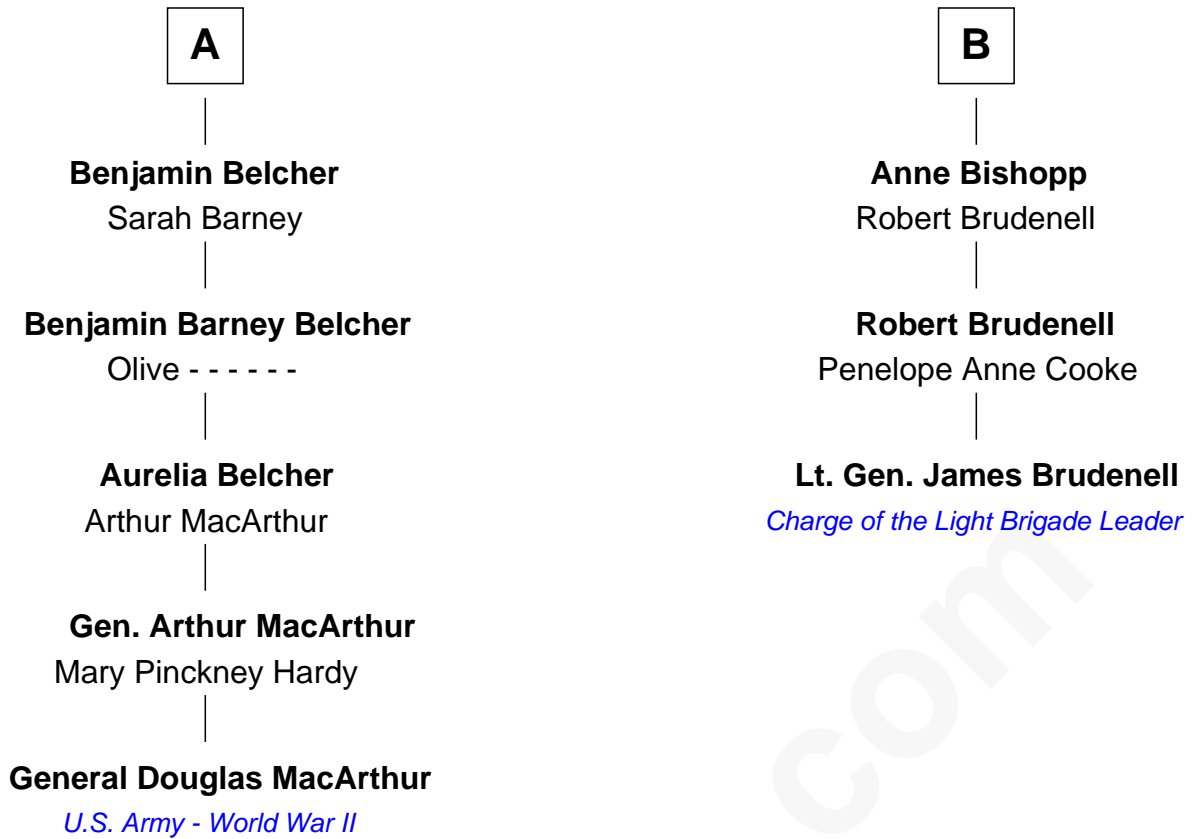 A
Benjamin Belcher
Sarah Barney
Benjamin Barney Belcher
Olive - - - - - -
Aurelia Belcher
Arthur MacArthur
Gen. Arthur MacArthur
Mary Pinckney Hardy
General Douglas MacArthur
U.S. Army - World War II
B
Anne Bishopp
Robert Brudenell
Robert Brudenell
Penelope Anne Cooke
Lt. Gen. James Brudenell
Charge of the Light Brigade Leader
com